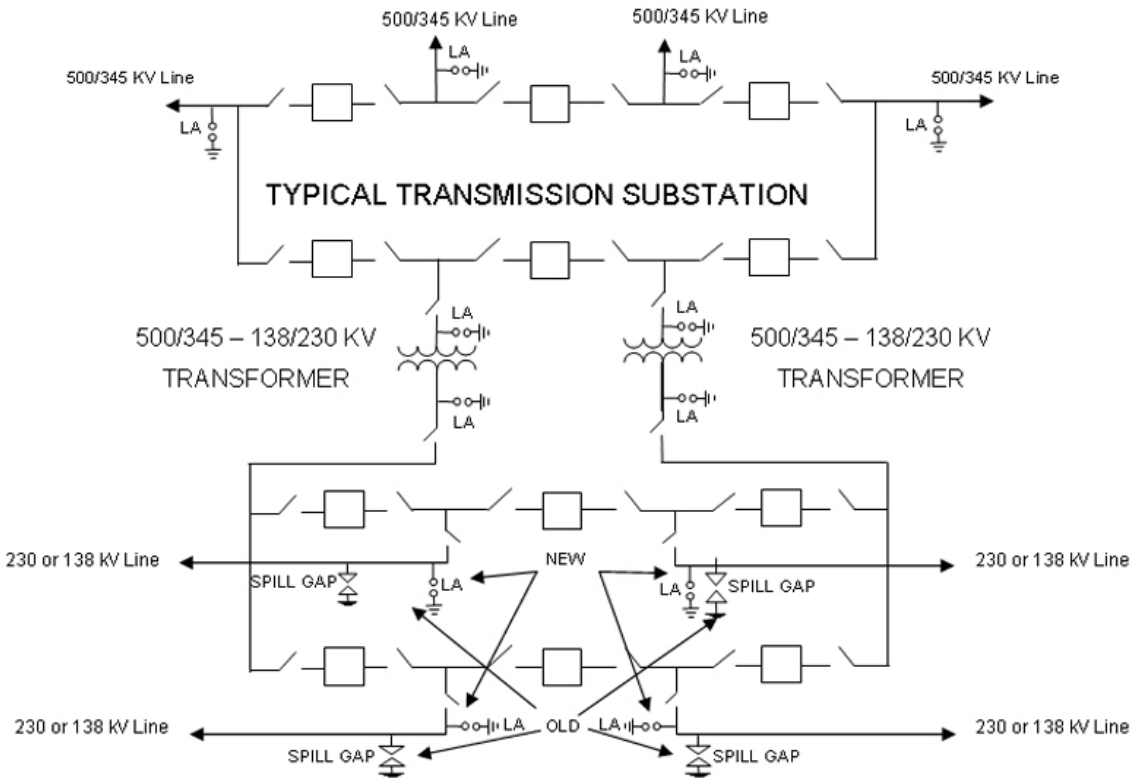 500/345 KV Line
500/345 KV Line
LA
LA
500/345 KV Line
500/345 KV Line
LA
LA
TYPICAL TRANSMISSION SUBSTATION
LA
LA
500/345 – 138/230 KV
TRANSFORMER
500/345 – 138/230 KV
TRANSFORMER
LA
LA
230 or 138 kV Line
NEW
230 or 138 kV Line
SPILL GAP
LA
LA
SPILL GAP
230 or 138 kV Line
LA
OLD
LA
230 or 138 kV Line
SPILL GAP
SPILL GAP